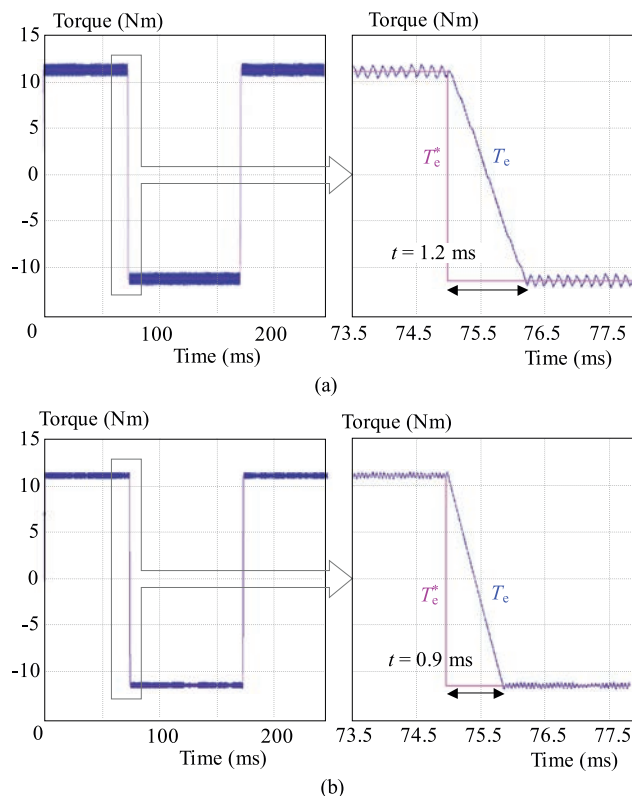 Torque (Nm) Torque (Nm)
15
10
5
0
-5
-10
0 100 200
Time (ms)
T*e Te
t = 1.2 ms
73.5 74.5 75.5 76.5 77.5
Time (ms)
(a)
Torque (Nm) Torque (Nm)
15
10
5
0
-5
-10
0 100 200
Time (ms)
T*e Te
t = 0.9 ms
73.5 74.5 75.5 76.5 77.5
Time (ms)
(b)